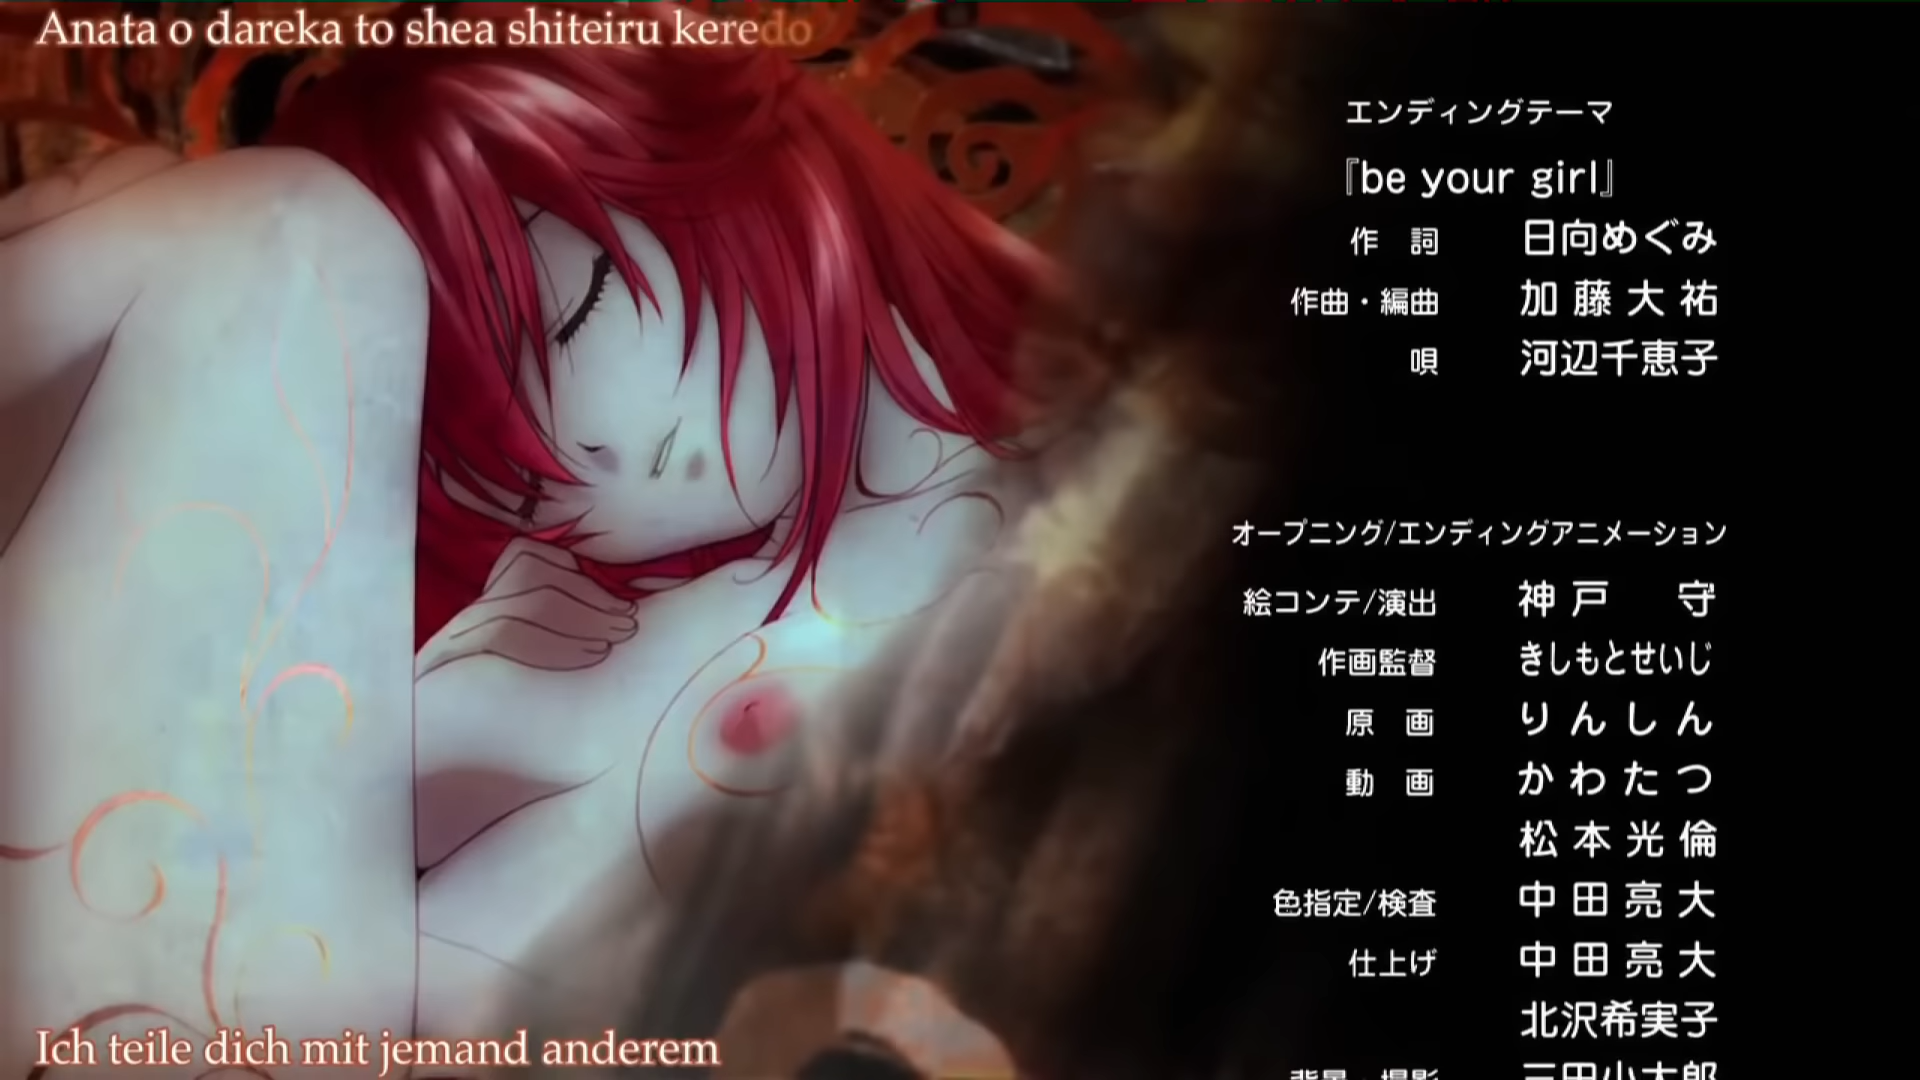 Anata o dareka to shea shiteiru keredo
エンディングテーマ
『be your girl』
作 詞 日向めぐみ
作曲・編曲 加藤大祐
唄 河辺千恵子
オープニング/エンディングアニメーション
絵コンテ/演出 神戸 守
作画監督 きしもとせいじ
原 画 りんしん
動 画 かわたつ
松本光倫
色指定/検査 中田亮大
仕上げ 中田亮大
北沢希実子
Ich teile dich mit jemand anderem